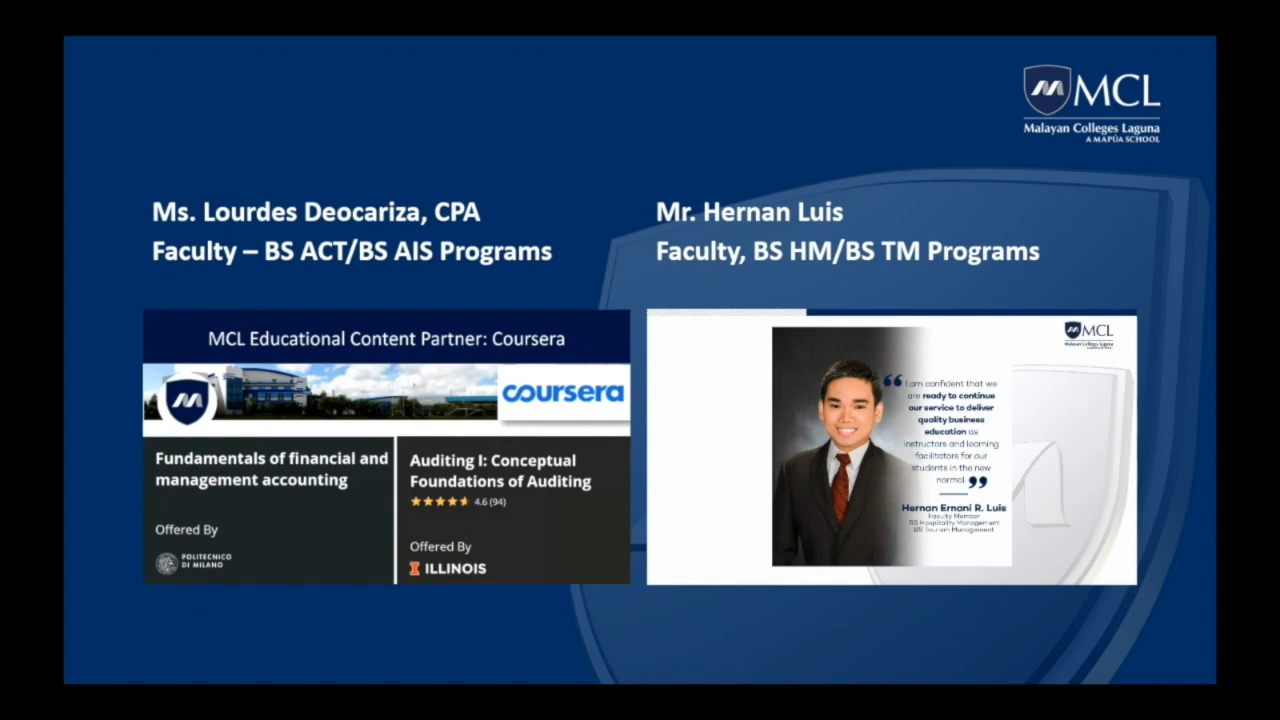 MCL
Malayan Colleges Laguna
A MAPÚA SCHOOL
Ms. Lourdes Deocariza, CPA
Faculty – BS ACT/BS AIS Programs
MCL Educational Content Partner: Coursera
coursera
Fundamentals of financial and
management accounting
Offered By
POLITECNICO
DI MILANO
Auditing I: Conceptual
Foundations of Auditing
4.6 (94)
Offered By
ILLINOIS
Mr. Hernan Luis
Faculty, BS HM/BS TM Programs
MCL
Malayan Colleges Laguna
“ I am confident that we
are ready to continue
our service to deliver
quality business
education as
instructors and learning
facilitators for our
students in the new
normal. ”
Hernan Ernani R. Luis
Faculty Member
BS Hospitality Management
BS Tourism Management